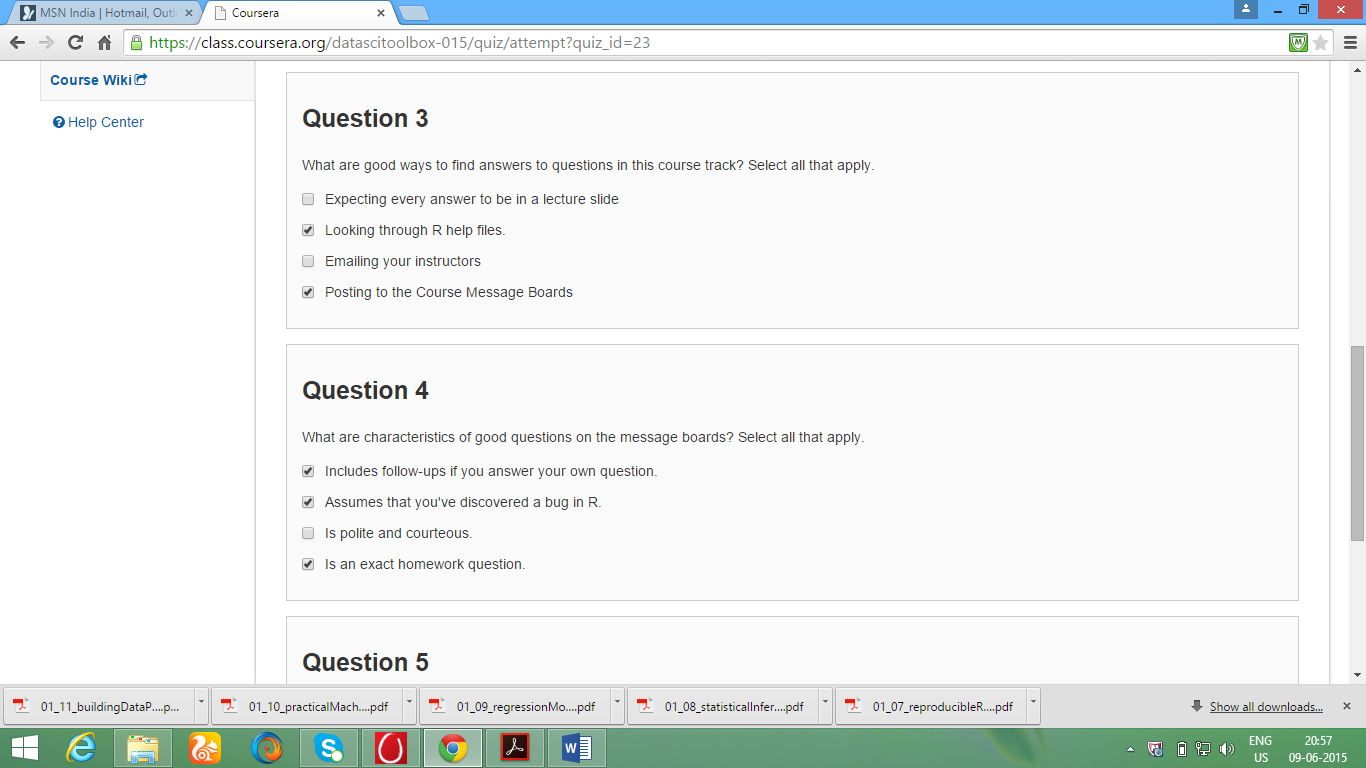 MSN India | Hotmail, Outl
Coursera
https://class.coursera.org/datascitoolbox-015/quiz/attempt?quiz_id=23
Course Wiki
Help Center
Question 3
What are good ways to find answers to questions in this course track? Select all that apply.
Expecting every answer to be in a lecture slide
Looking through R help files.
Emailing your instructors
Posting to the Course Message Boards
Question 4
What are characteristics of good questions on the message boards? Select all that apply.
Includes follow-ups if you answer your own question.
Assumes that you've discovered a bug in R.
Is polite and courteous.
Is an exact homework question.
Question 5
01_11_buildingDataP....p...
01_10_practicalMach....pdf
01_09_regressionMo....pdf
01_08_statisticalInfer....pdf
01_07_reproducibleR....pdf
Show all downloads...
ENG
US
20:57
09-06-2015